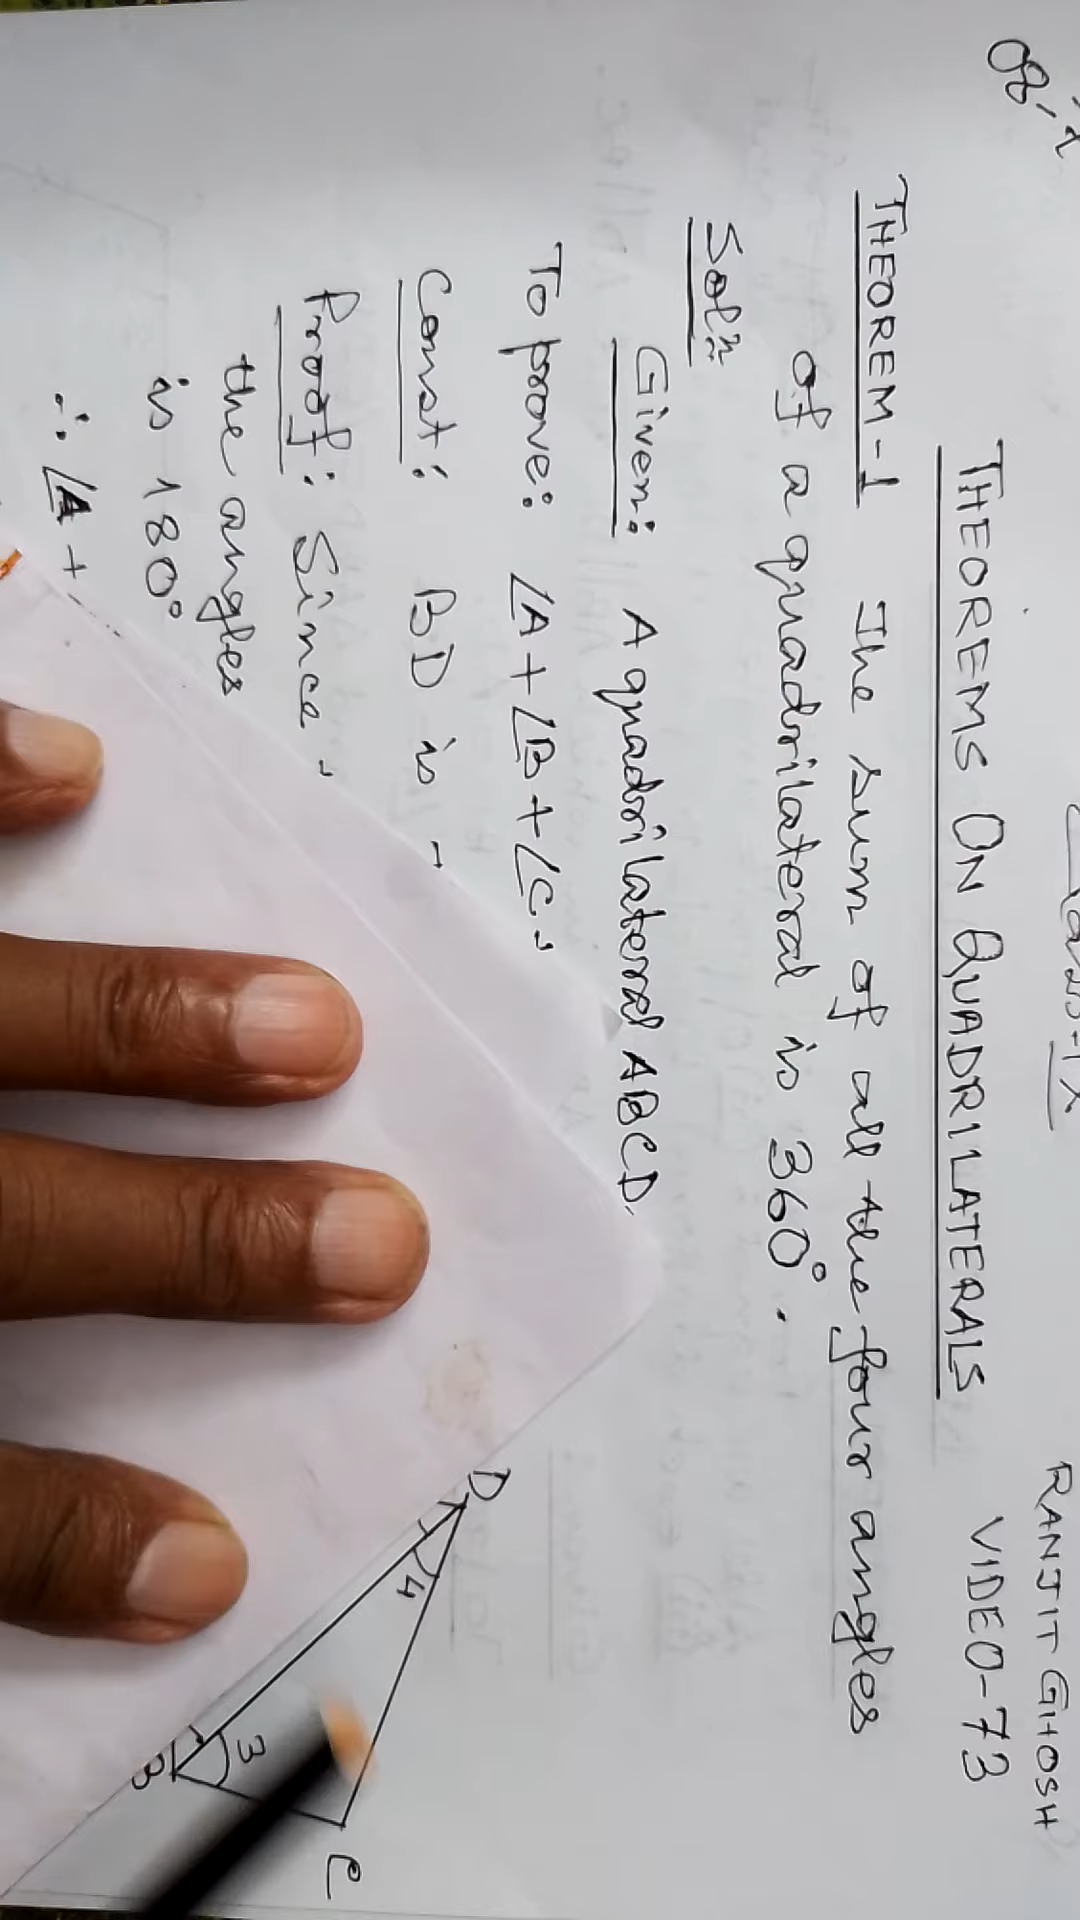 RANJIT GHOSH
THEOREMS ON QUADRILATERALS
VIDEO-73
THEOREM-1 The sum of all the four angles
of a quadrilateral is 360°.
Soln
Given: A quadrilateral ABCD.
To prove: ∠A + ∠B + ∠C
Const: BD is
Proof: Since
the angles
is 180°
∴ ∠A +
D
4
3
B
C